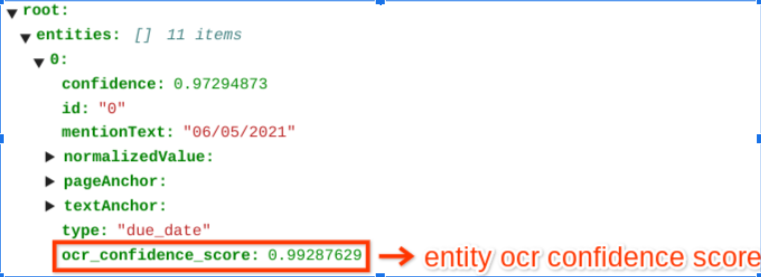 root:
entities: [] 11 items
0:
confidence: 0.97294873
id: "0"
mentionText: "06/05/2021"
normalizedValue:
pageAnchor:
textAnchor:
type: "due_date"
ocr_confidence_score: 0.99287629 → entity ocr confidence score